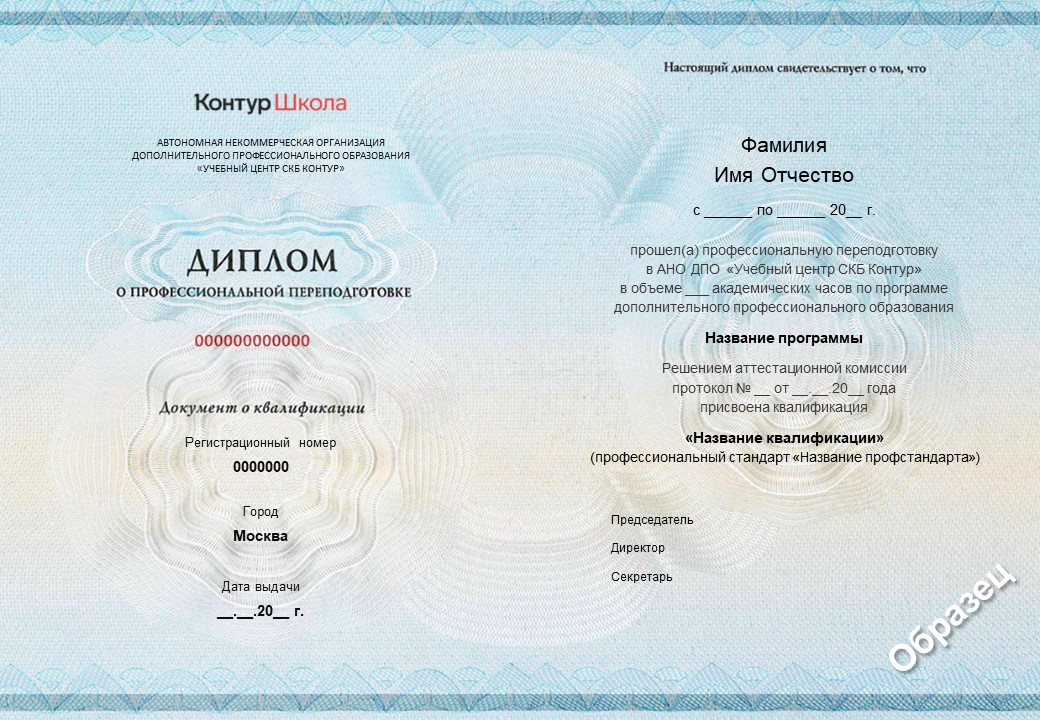 Контур Школа
АВТОНОМНАЯ НЕКОММЕРЧЕСКАЯ ОРГАНИЗАЦИЯ
ДОПОЛНИТЕЛЬНОГО ПРОФЕССИОНАЛЬНОГО ОБРАЗОВАНИЯ
«УЧЕБНЫЙ ЦЕНТР СКБ КОНТУР»
ДИПЛОМ
О ПРОФЕССИОНАЛЬНОЙ ПЕРЕПОДГОТОВКЕ
000000000000
Документ о квалификации
Регистрационный номер
0000000
Город
Москва
Дата выдачи
__.__.20__ г.
Настоящий диплом свидетельствует о том, что
Фамилия
Имя Отчество
с ______ по ______ 20__ г.
прошел(а) профессиональную переподготовку
в АНО ДПО «Учебный центр СКБ Контур»
в объеме ___ академических часов по программе
дополнительного профессионального образования
Название программы
Решением аттестационной комиссии
протокол № __ от __.__.20__ года
присвоена квалификация
«Название квалификации»
(профессиональный стандарт «Название профстандарта»)
Председатель
Директор
Секретарь
Образец